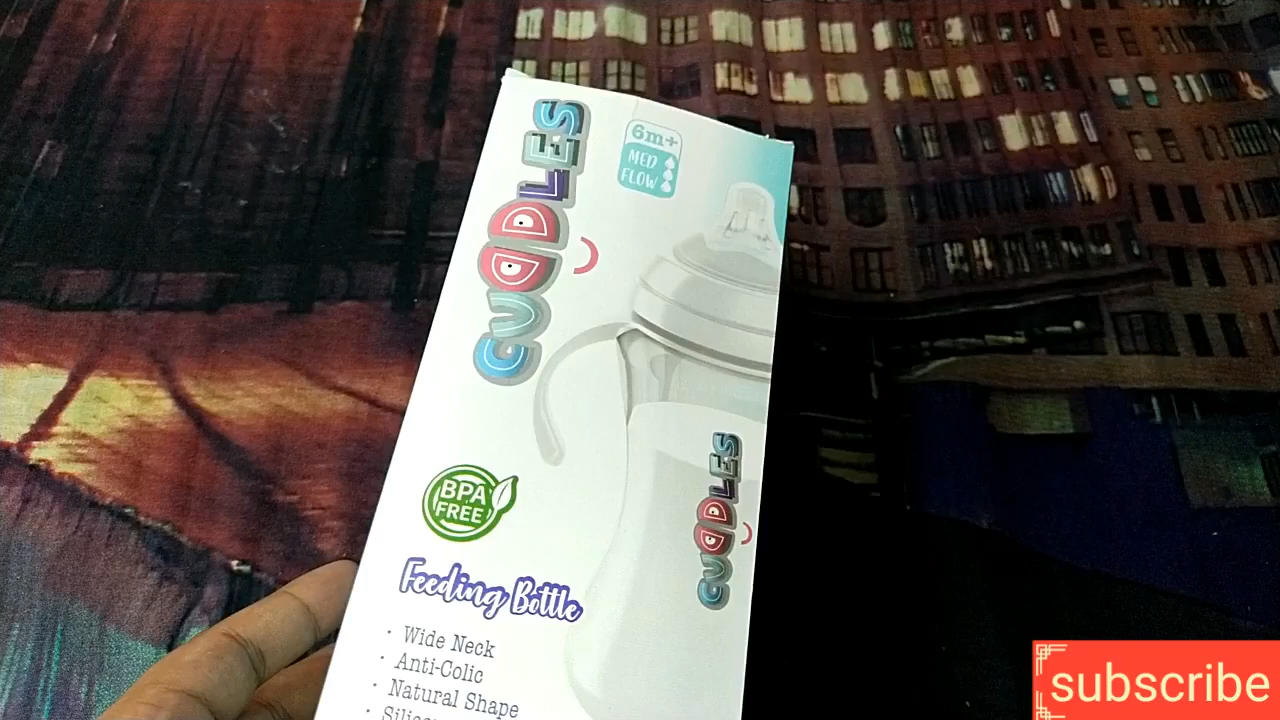 CUDDLES
6m+
MED
FLOW
CUDDLES
BPA
FREE
Feeding Bottle
· Wide Neck
· Anti-Colic
· Natural Shape
subscribe